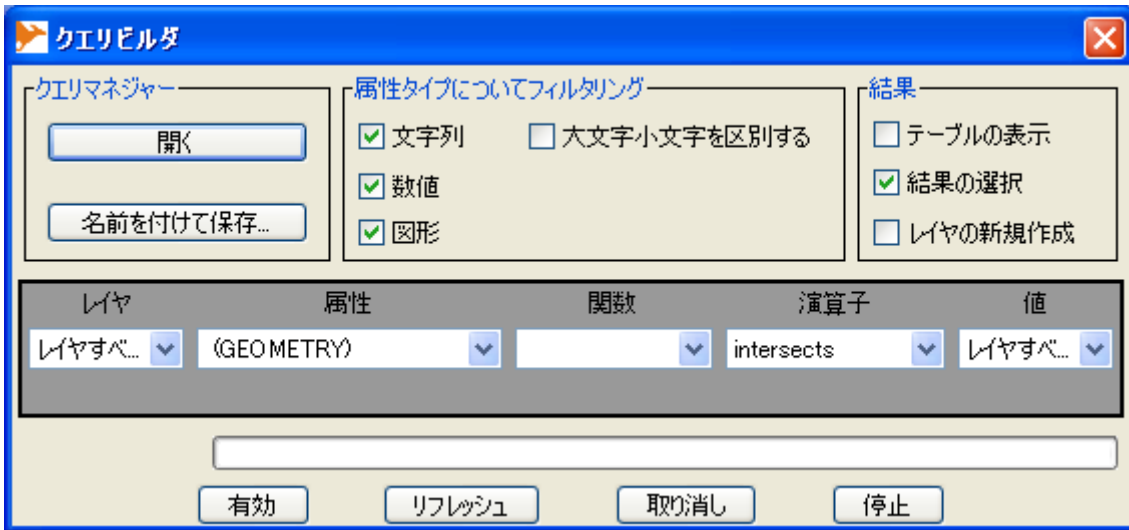 クエリビルダ
クエリマネジャー
開く
名前を付けて保存...
属性タイプについてフィルタリング
文字列
大文字小文字を区別する
数値
図形
結果
テーブルの表示
結果の選択
レイヤの新規作成
レイヤ 属性 関数 演算子 値
レイヤすべ... (GEOMETRY) intersects レイヤすべ...
有効 リフレッシュ 取り消し 停止